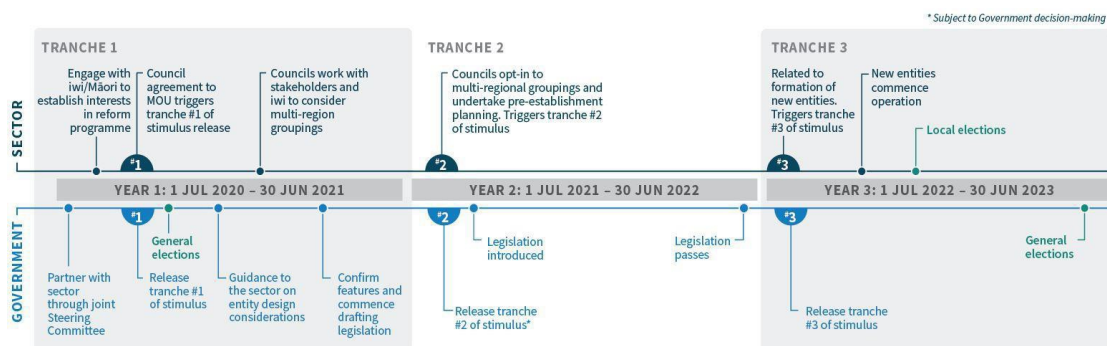 * Subject to Government decision-making
TRANCHE 1
TRANCHE 2
TRANCHE 3
SECTOR
Engage with
iwi/Māori to
establish interests
in reform
programme
Council
agreement to
MOU triggers
tranche #1 of
stimulus release
Councils work with
stakeholders and
iwi to consider
multi-region
groupings
Councils opt-in to
multi-regional groupings and
undertake pre-establishment
planning. Triggers tranche #2
of stimulus
Related to
formation of
new entities.
Triggers tranche
#3 of stimulus
New entities
commence
operation
Local elections
#1
#2
#3
YEAR 1: 1 JUL 2020 – 30 JUN 2021
YEAR 2: 1 JUL 2021 – 30 JUN 2022
YEAR 3: 1 JUL 2022 – 30 JUN 2023
GOVERNMENT
#1
#2
#3
Partner with
sector
through joint
Steering
Committee
Release
tranche #1
of stimulus
General
elections
Guidance to
the sector on
entity design
considerations
Confirm
features and
commence
drafting
legislation
Release tranche
#2 of stimulus*
Legislation
introduced
Legislation
passes
Release tranche
#3 of stimulus
General
elections